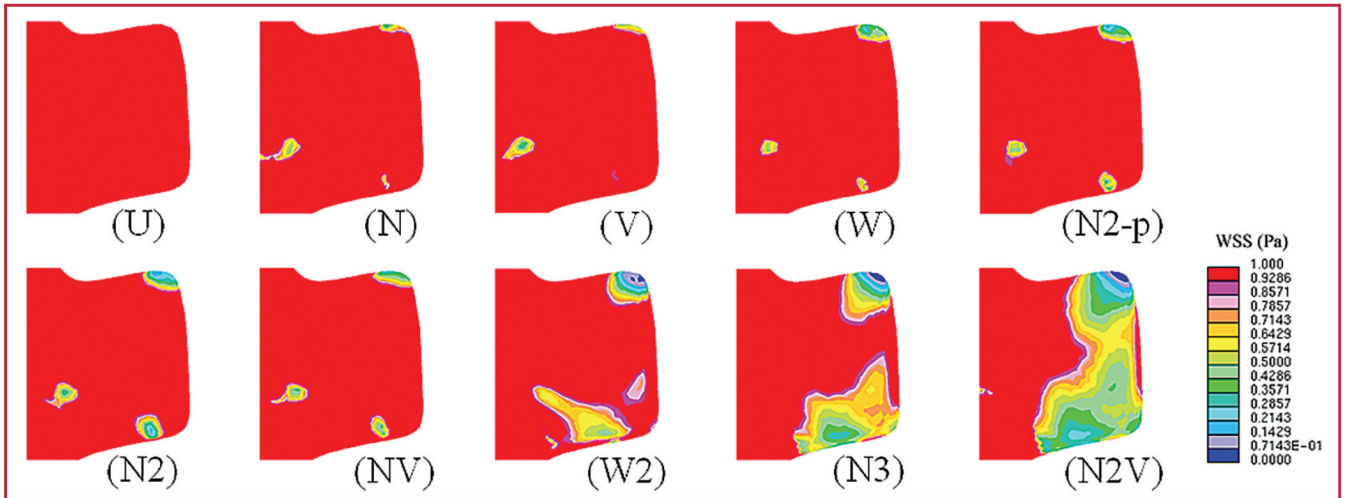 (U)
(N)
(V)
(W)
(N2-p)
WSS (Pa)
1.000
0.9286
0.8571
0.7857
0.7143
0.6429
0.5714
0.5000
0.4286
0.3571
0.2857
0.2143
0.1429
0.7143E-01
0.0000
(N2)
(NV)
(W2)
(N3)
(N2V)